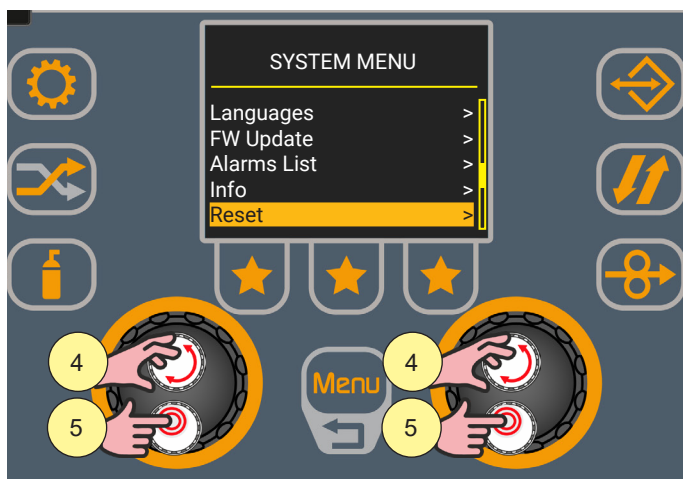 SYSTEM MENU
Languages >
FW Update >
Alarms List >
Info >
Reset >
4
4
Menu
5
5